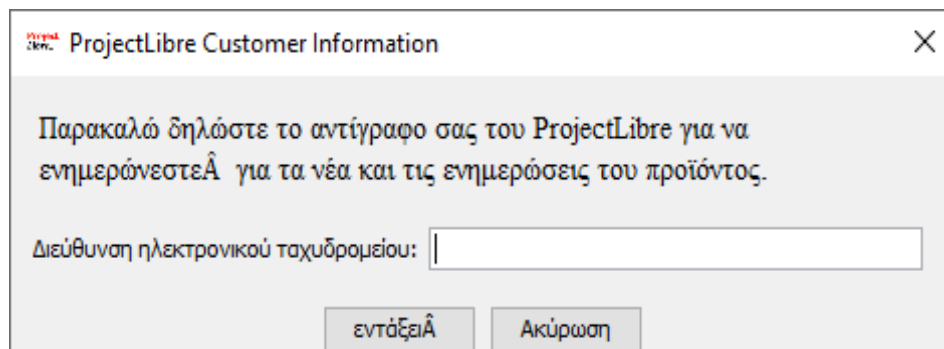 ProjectLibre Customer Information
Παρακαλώ δηλώστε το αντίγραφο σας του ProjectLibre για να
ενημερώνεστεÂ  για τα νέα και τις ενημερώσεις του προϊόντος.
Διεύθυνση ηλεκτρονικού ταχυδρομείου:
εντάξειÂ Ακύρωση